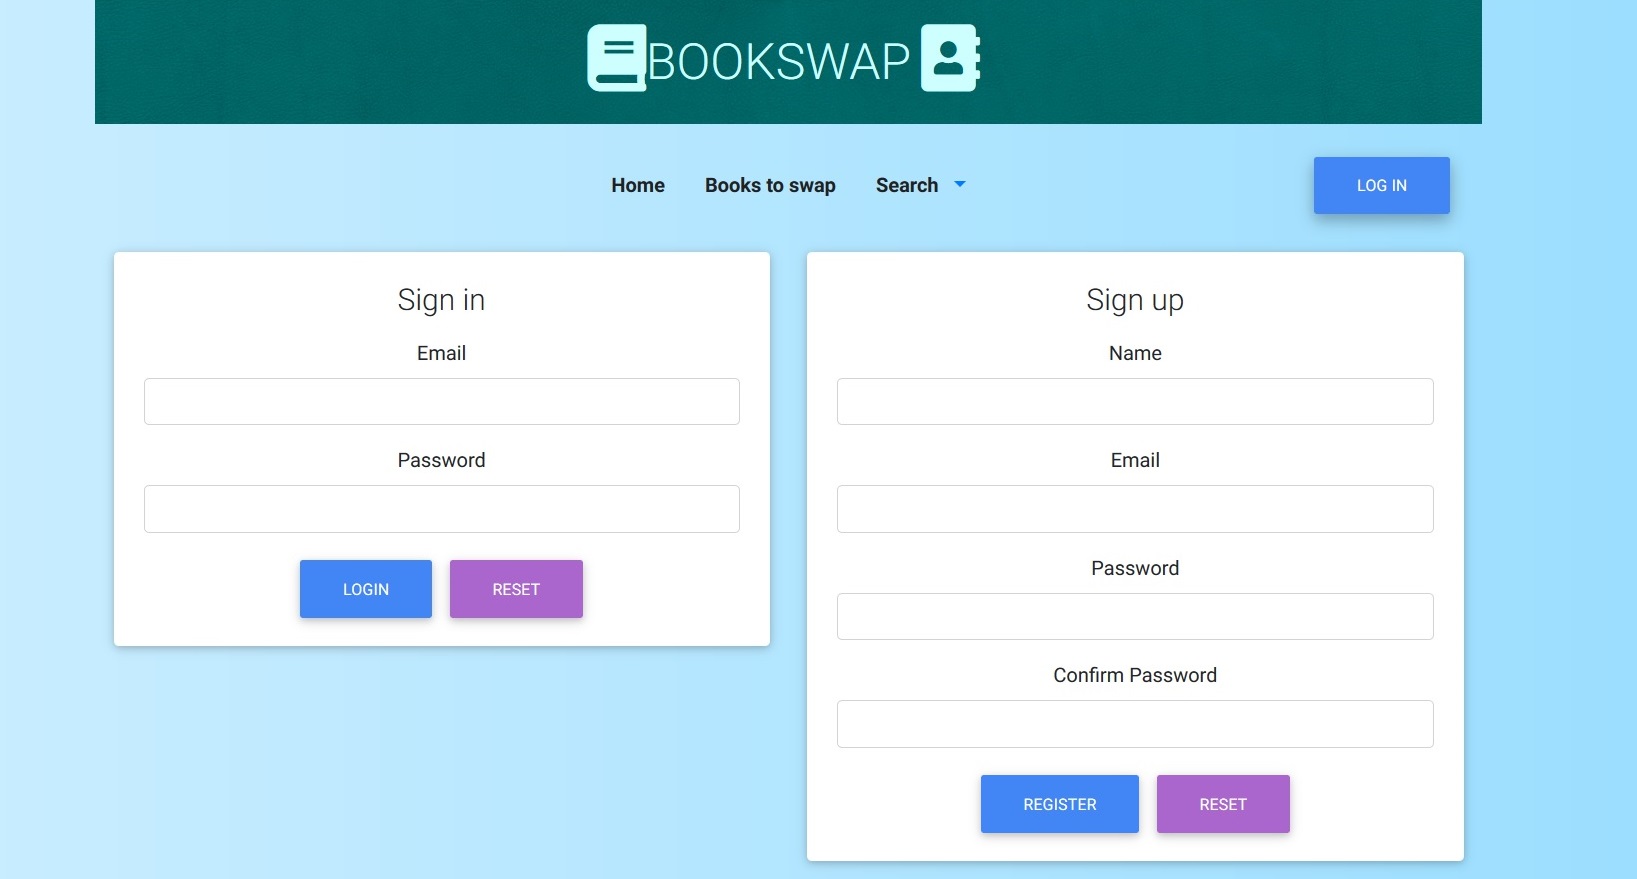 BOOKSWAP
Home Books to swap Search LOG IN
Sign in
Email
Password
LOGIN RESET
Sign up
Name
Email
Password
Confirm Password
REGISTER RESET